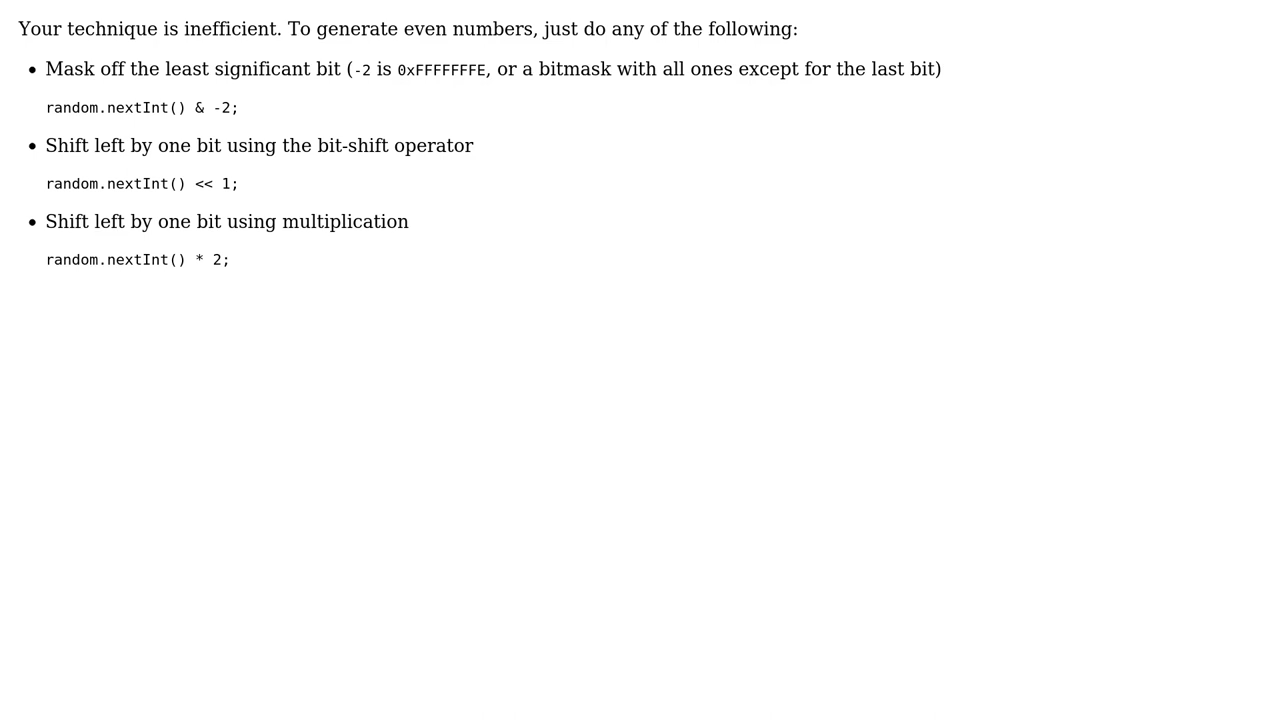 Your technique is inefficient. To generate even numbers, just do any of the following:
• Mask off the least significant bit (-2 is 0xFFFFFFFE, or a bitmask with all ones except for the last bit)
random.nextInt() & -2;
• Shift left by one bit using the bit-shift operator
random.nextInt() << 1;
• Shift left by one bit using multiplication
random.nextInt() * 2;